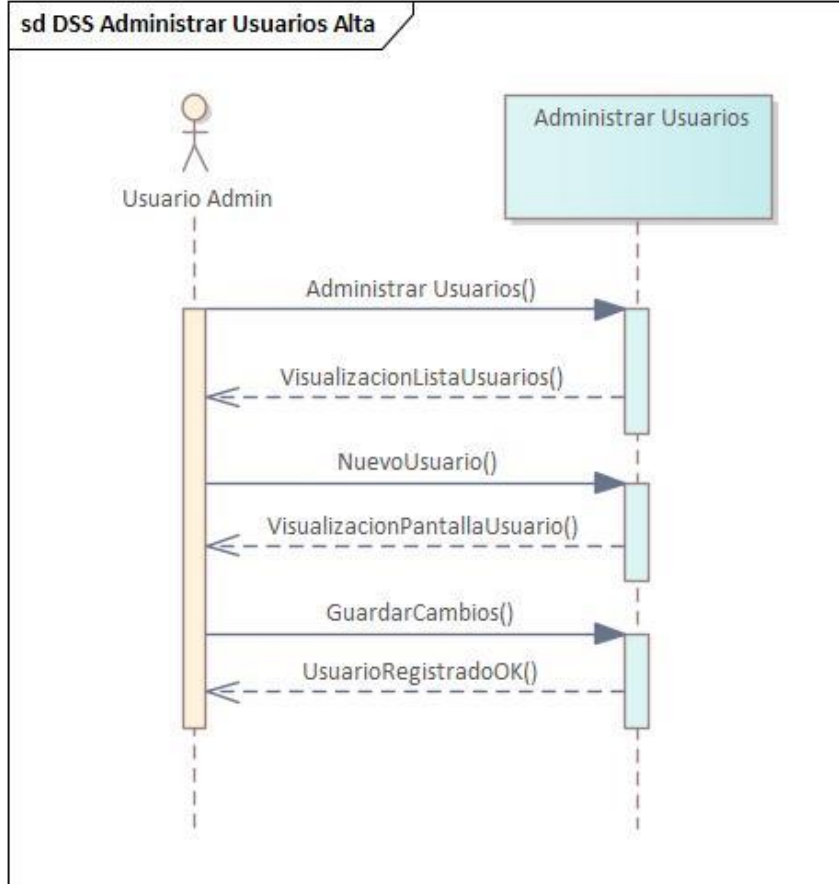 sd DSS Administrar Usuarios Alta
Usuario Admin
Administrar Usuarios
Administrar Usuarios()
VisualizacionListaUsuarios()
NuevoUsuario()
VisualizacionPantallaUsuario()
GuardarCambios()
UsuarioRegistradoOK()